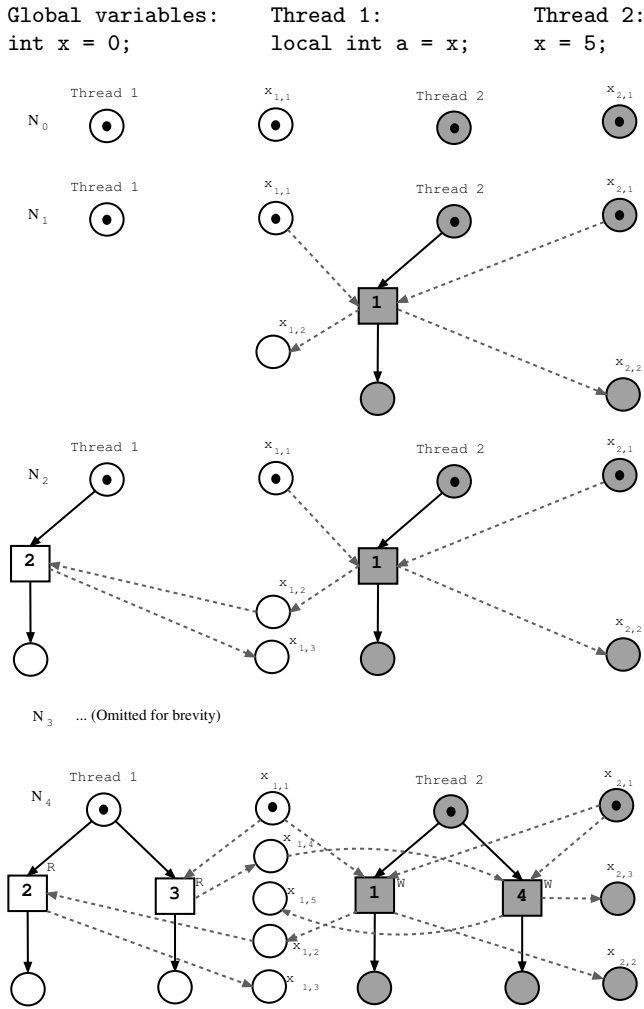 Global variables: Thread 1: Thread 2:
int x = 0; local int a = x; x = 5;
Thread 1 x1,1 Thread 2 x2,1
N0
Thread 1 x1,1 Thread 2 x2,1
N1
1
x1,2
x2,2
Thread 1 x1,1 Thread 2 x2,1
N2
2 1
x1,2
x1,3 x2,2
N3 ... (Omitted for brevity)
Thread 1 x1,1 Thread 2 x2,1
N4
x1,4
R x2,3
2 3 R 1 W 4 W
x1,5
x1,2 x2,2
x1,3